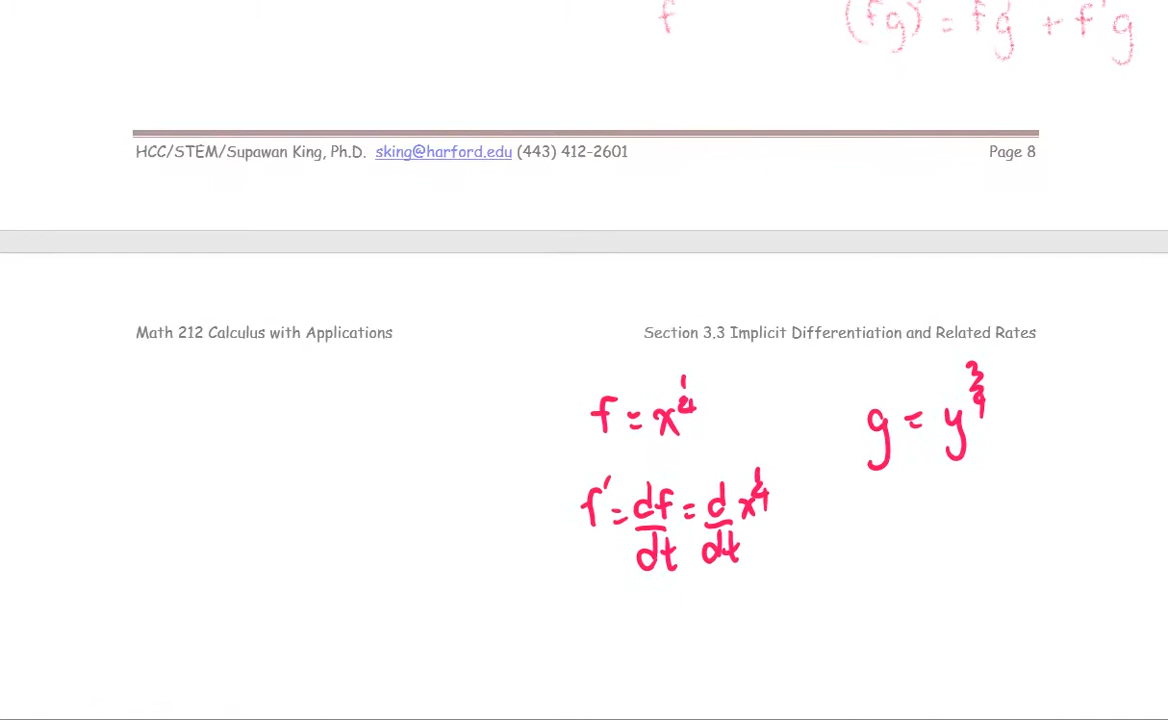 f (fg)' = fg' + f'g
HCC/STEM/Supawan King, Ph.D. sking@harford.edu (443) 412-2601 Page 8
Math 212 Calculus with Applications Section 3.3 Implicit Differentiation and Related Rates
f = x^(1/4) g = y^(3/4)
f' = df/dt = d/dt x^(1/4)